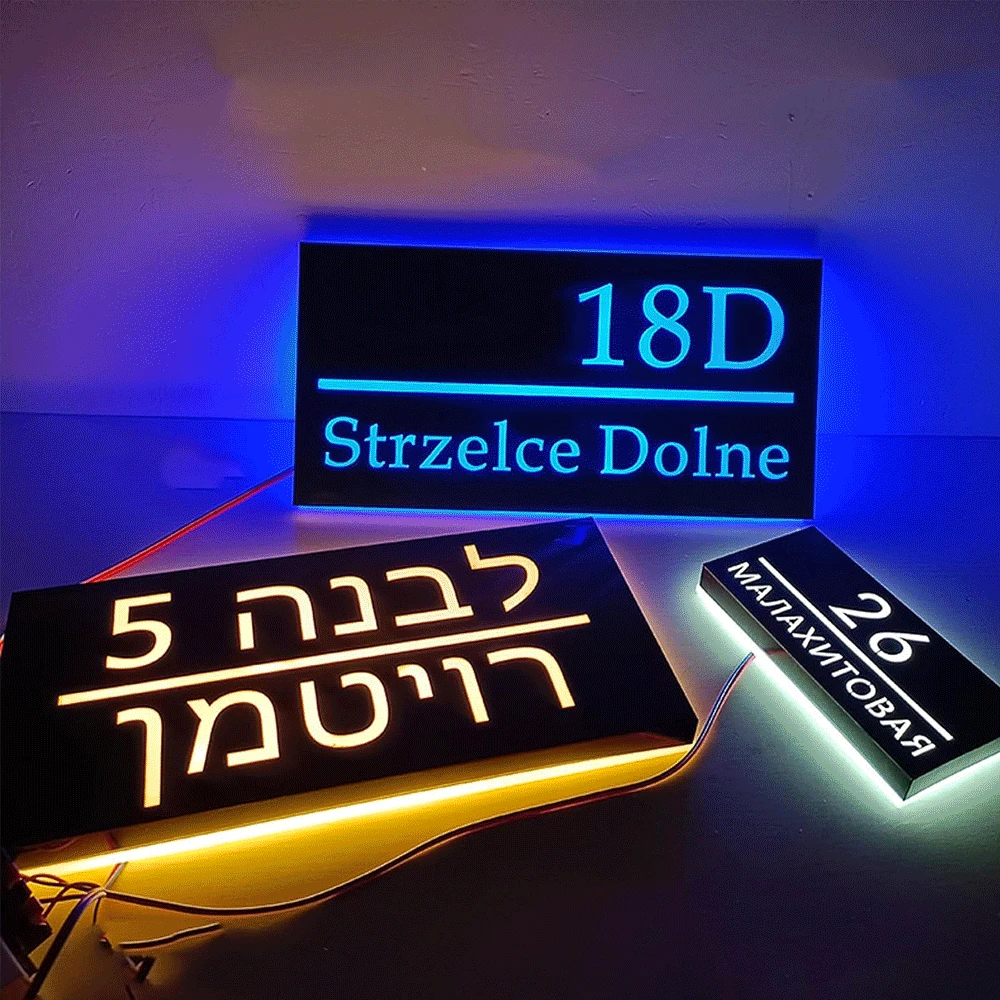 18D
Strzelce Dolne
לבנה 5
רויטמן
26
МАЛАХИТОВАЯ